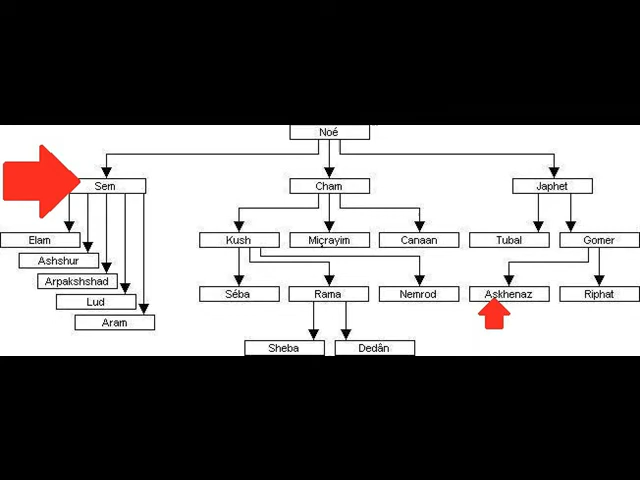 Noé
Sem
Cham
Japhet
Elam
Kush
Miçrayim
Canaan
Tubal
Gomer
Ashshur
Arpakshshad
Lud
Aram
Séba
Rama
Nemrod
Askhenaz
Riphat
Sheba
Dedân